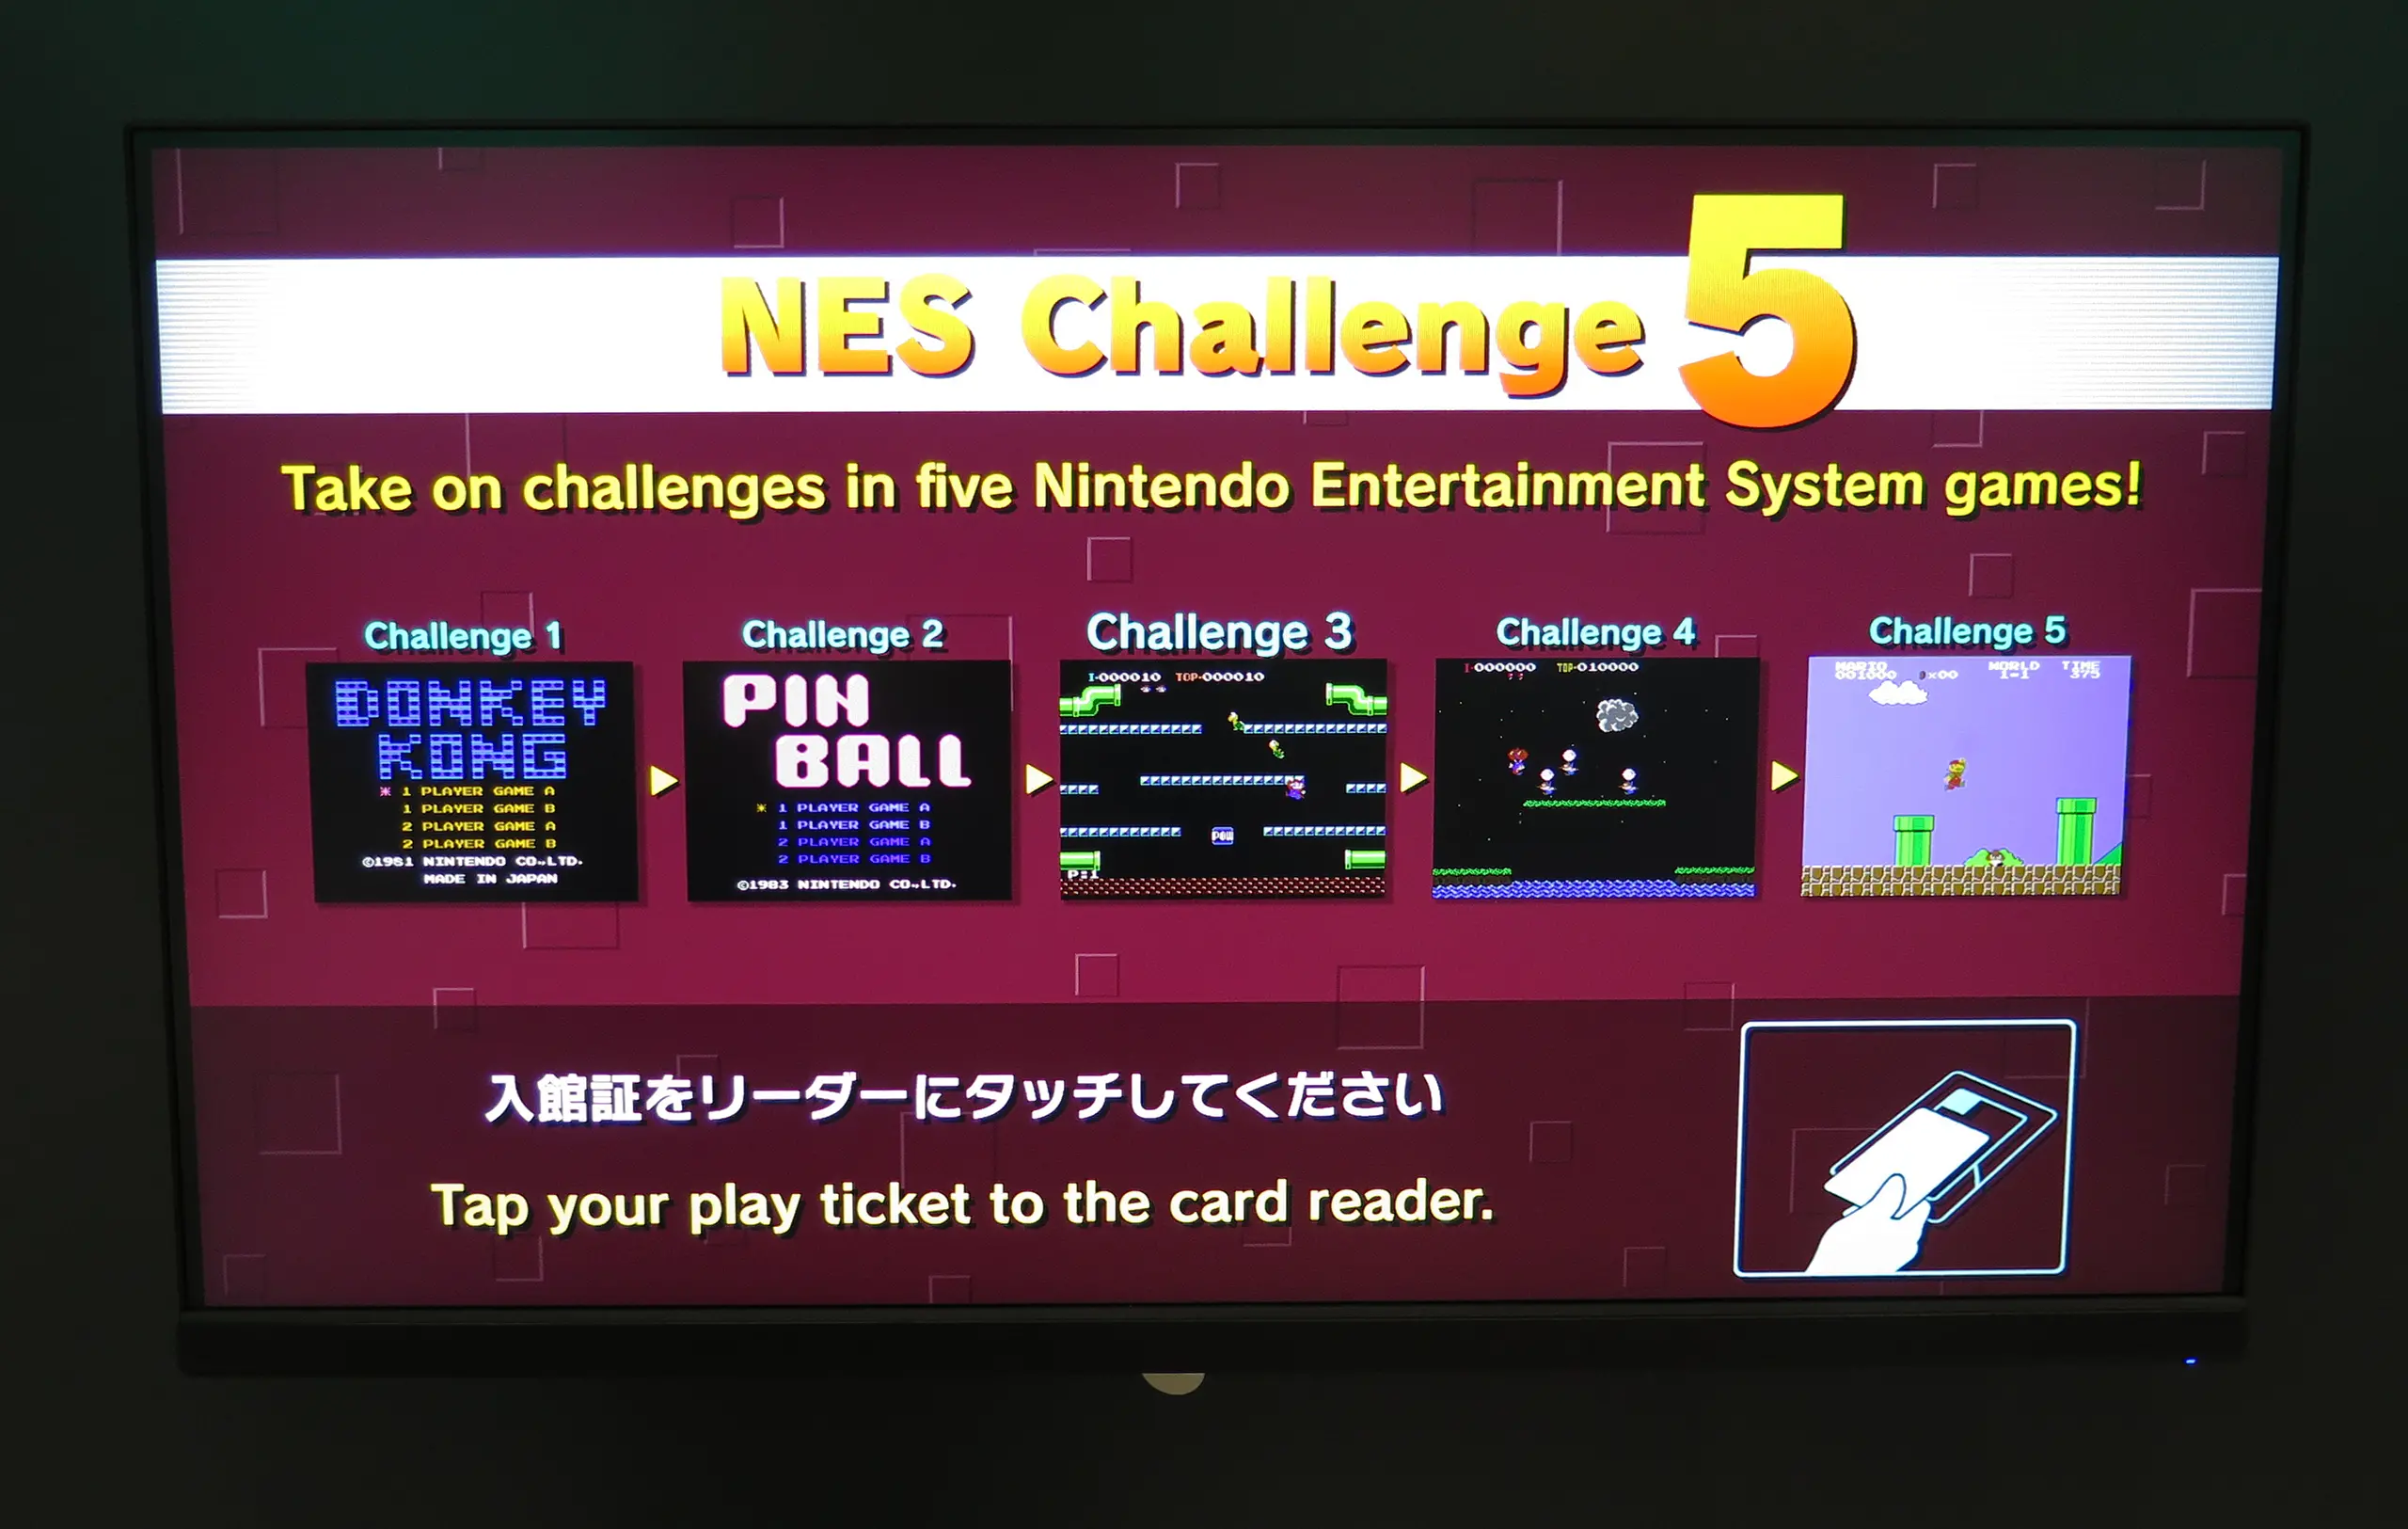 NES Challenge 5
Take on challenges in five Nintendo Entertainment System games!
Challenge 1
DONKEY
KONG
1 PLAYER GAME A
1 PLAYER GAME B
2 PLAYER GAME A
2 PLAYER GAME B
©1981 NINTENDO CO.,LTD.
MADE IN JAPAN
Challenge 2
PIN
BALL
1 PLAYER GAME A
1 PLAYER GAME B
2 PLAYER GAME A
2 PLAYER GAME B
©1983 NINTENDO CO.,LTD.
Challenge 3
I-000010 TOP-000010
POW
P:1
Challenge 4
I-000000 TOP-010000
Challenge 5
MARIO WORLD TIME
001000 ×00 1-1 375
入館証をリーダーにタッチしてください
Tap your play ticket to the card reader.